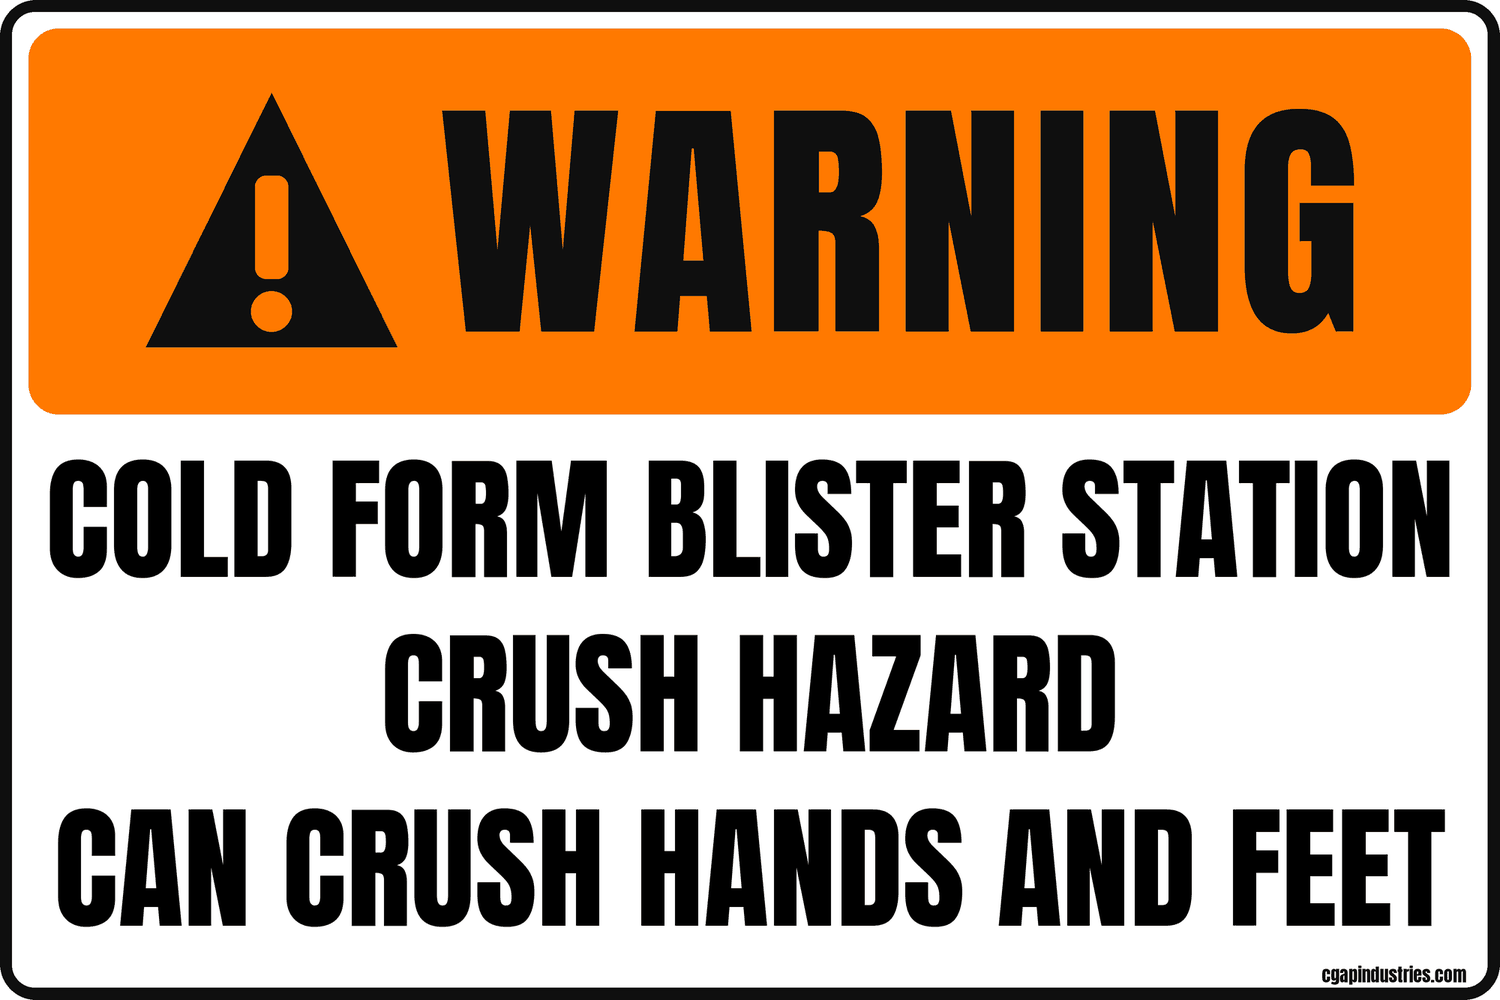 WARNING
COLD FORM BLISTER STATION
CRUSH HAZARD
CAN CRUSH HANDS AND FEET
cgapindustries.com